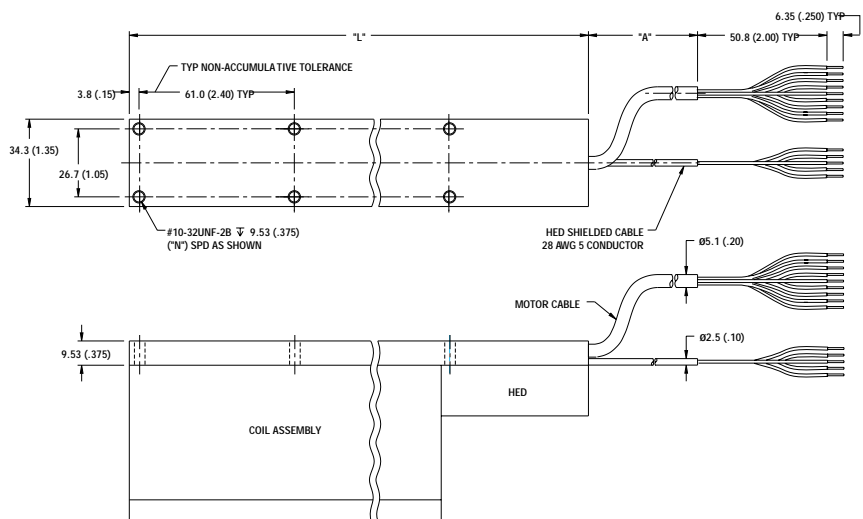 6.35 (.250) TYP
"L"
"A"
50.8 (2.00) TYP
TYP NON-ACCUMULATIVE TOLERANCE
3.8 (.15)
61.0 (2.40) TYP
34.3 (1.35)
26.7 (1.05)
#10-32UNF-2B ↧ 9.53 (.375)
("N") SPD AS SHOWN
HED SHIELDED CABLE
28 AWG 5 CONDUCTOR
Ø5.1 (.20)
MOTOR CABLE
Ø2.5 (.10)
9.53 (.375)
HED
COIL ASSEMBLY